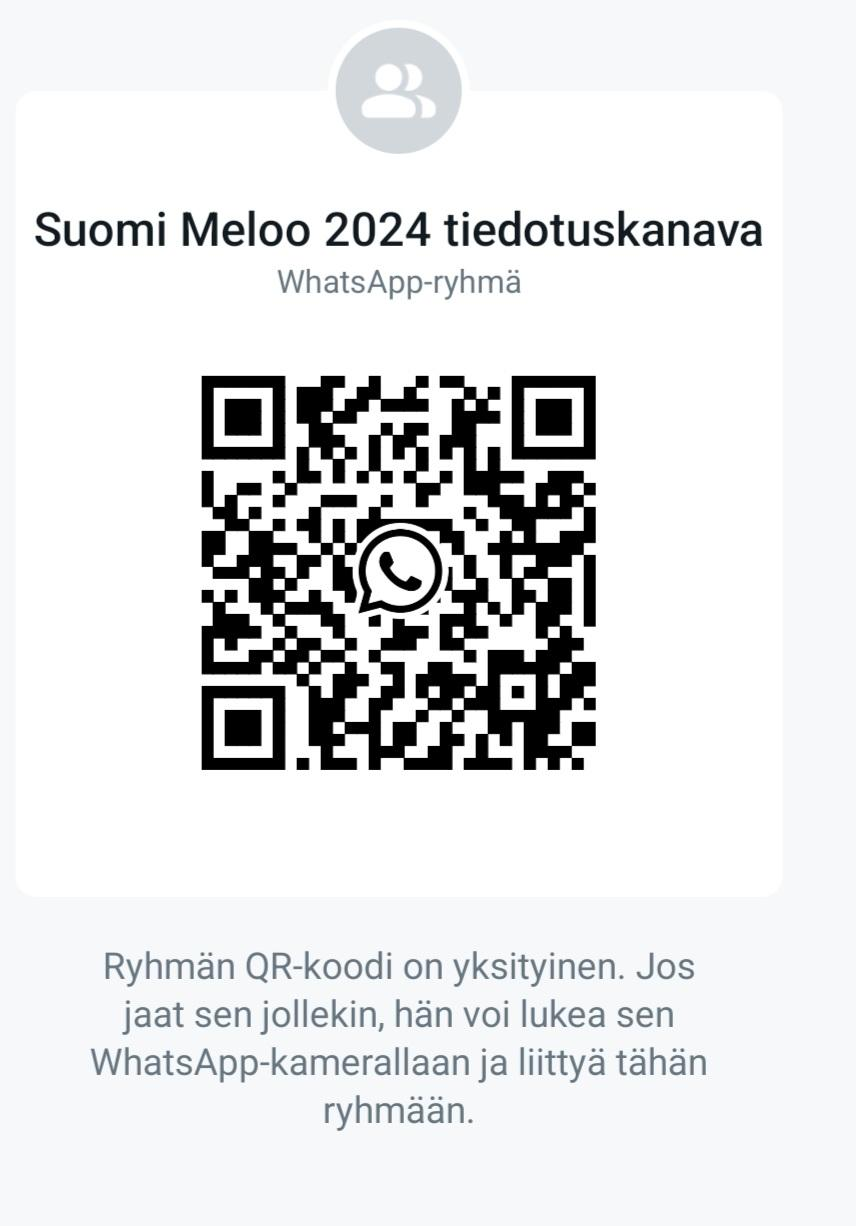 Suomi Meloo 2024 tiedotuskanava
WhatsApp-ryhmä
Ryhmän QR-koodi on yksityinen. Jos
jaat sen jollekin, hän voi lukea sen
WhatsApp-kamerallaan ja liittyä tähän
ryhmään.